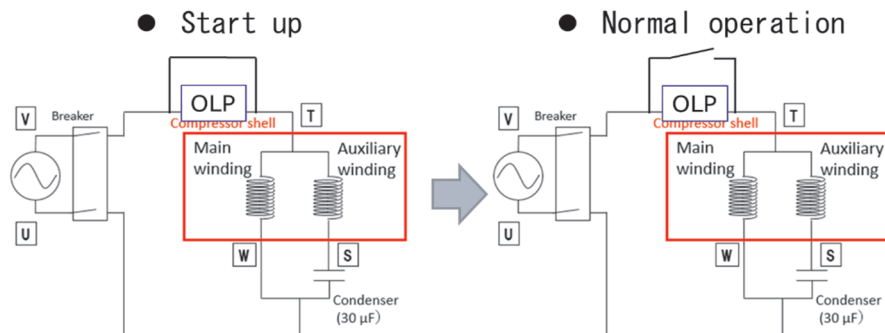 ● Start up
OLP
V
Breaker
T
Compressor shell
Main
winding
Auxiliary
winding
U
W
S
Condenser
(30 μF)
● Normal operation
OLP
V
Breaker
T
Compressor shell
Main
winding
Auxiliary
winding
U
W
S
Condenser
(30 μF)